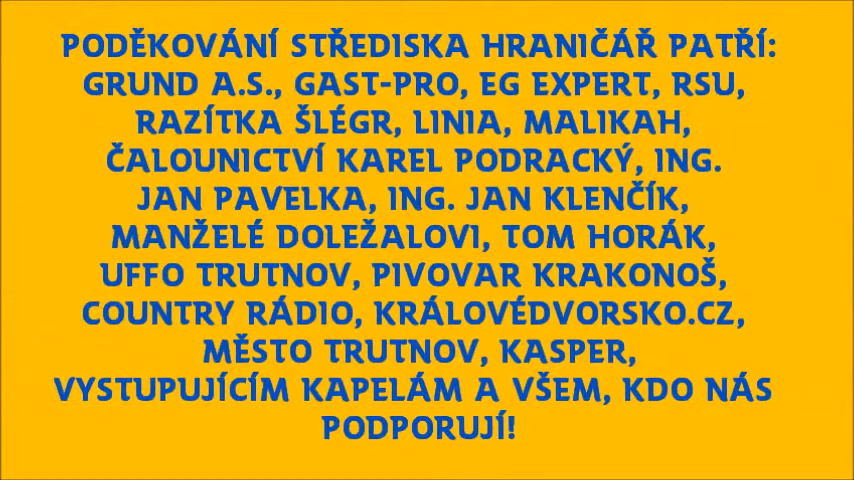 PODĚKOVÁNÍ STŘEDISKA HRANIČÁŘ PATŘÍ:
GRUND A.S., GAST-PRO, EG EXPERT, RSU,
RAZÍTKA ŠLÉGR, LINIA, MALIKAH,
ČALOUNICTVÍ KAREL PODRACKÝ, ING.
JAN PAVELKA, ING. JAN KLENČÍK,
MANŽELÉ DOLEŽALOVI, TOM HORÁK,
UFFO TRUTNOV, PIVOVAR KRAKONOŠ,
COUNTRY RÁDIO, KRÁLOVÉDVORSKO.CZ,
MĚSTO TRUTNOV, KASPER,
VYSTUPUJÍCÍM KAPELÁM A VŠEM, KDO NÁS
PODPORUJÍ!